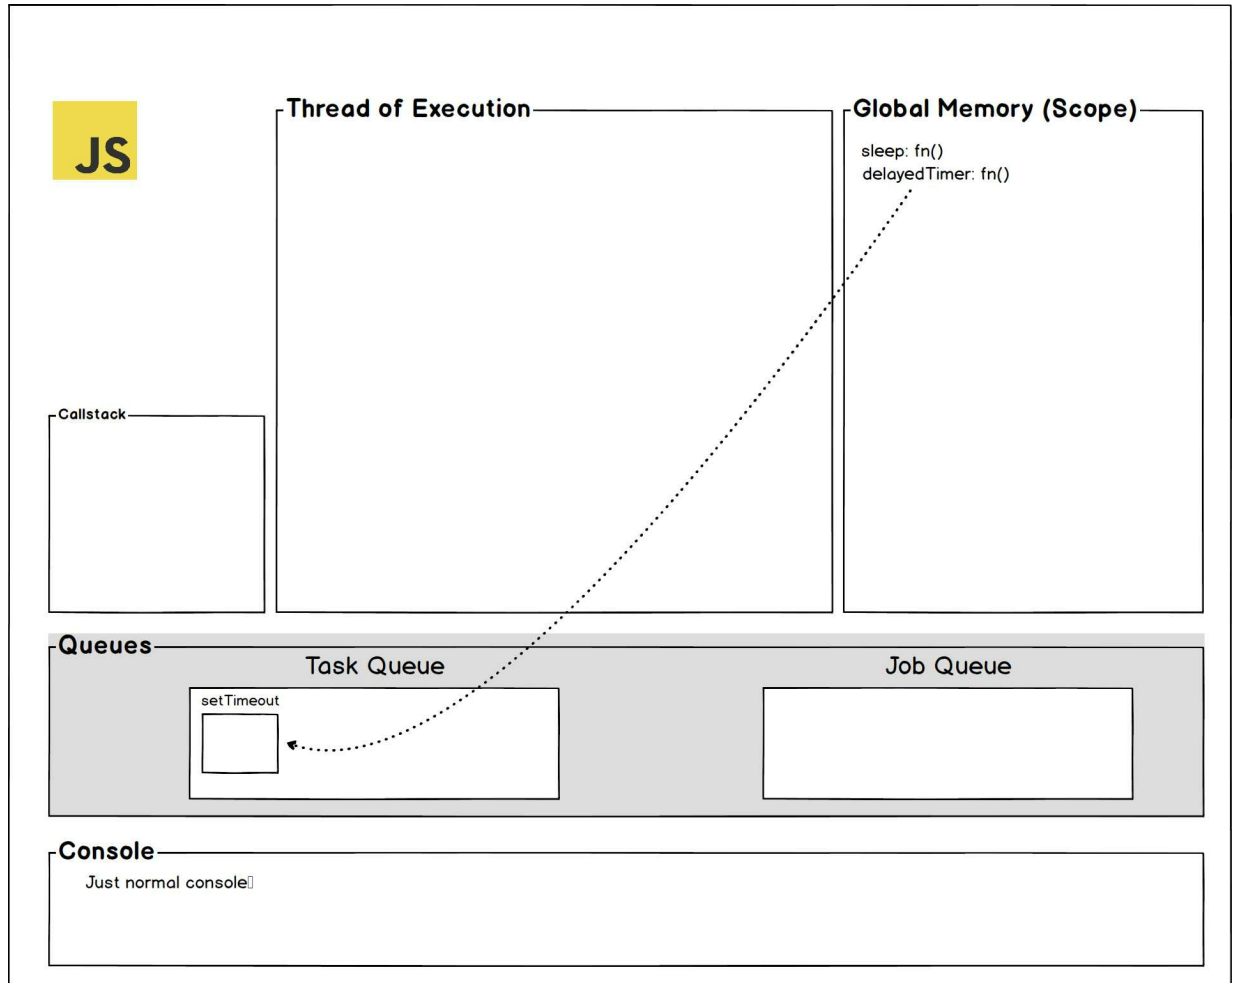 JS
Thread of Execution
Global Memory (Scope)
sleep: fn()
delayedTimer: fn()
Callstack
Queues
Task Queue
Job Queue
setTimeout
Console
Just normal console▯